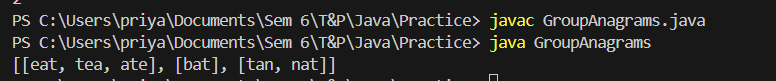 2
PS C:\Users\priya\Documents\Sem 6\T&P\Java\Practice> javac GroupAnagrams.java
PS C:\Users\priya\Documents\Sem 6\T&P\Java\Practice> java GroupAnagrams
[[eat, tea, ate], [bat], [tan, nat]]